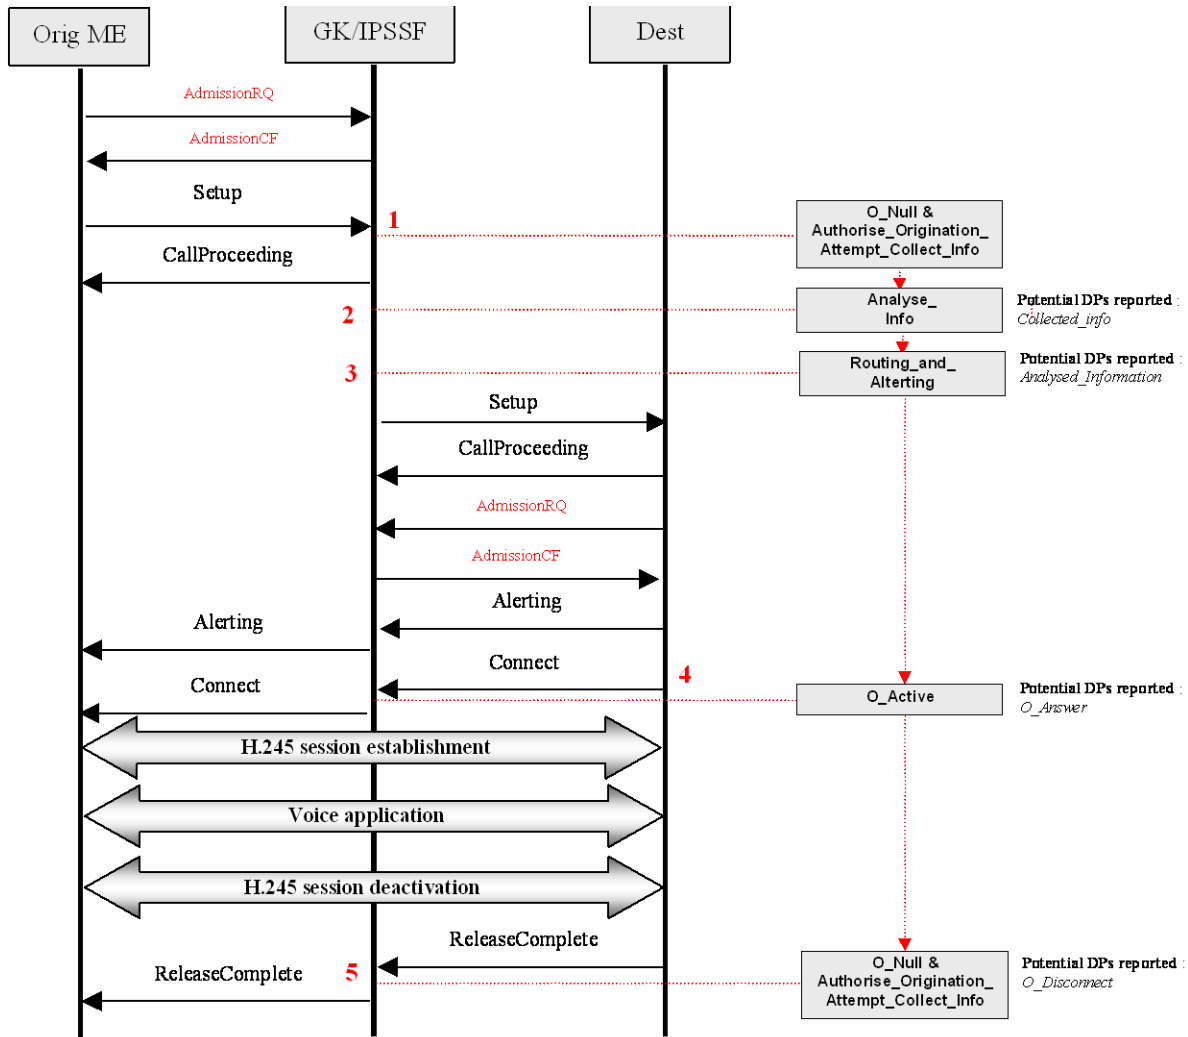 Orig ME
GK/IPSSF
Dest
AdmissionRQ
AdmissionCF
Setup
1
O_Null &
Authorise_Origination_
Attempt_Collect_Info
CallProceeding
2
Analyse_
Info
Potential DPs reported :
Collected_info
3
Routing_and_
Alterting
Potential DPs reported :
Analysed_Information
Setup
CallProceeding
AdmissionRQ
AdmissionCF
Alerting
Alerting
Connect
4
Connect
O_Active
Potential DPs reported :
O_Answer
H.245 session establishment
Voice application
H.245 session deactivation
ReleaseComplete
ReleaseComplete
5
O_Null &
Authorise_Origination_
Attempt_Collect_Info
Potential DPs reported :
O_Disconnect